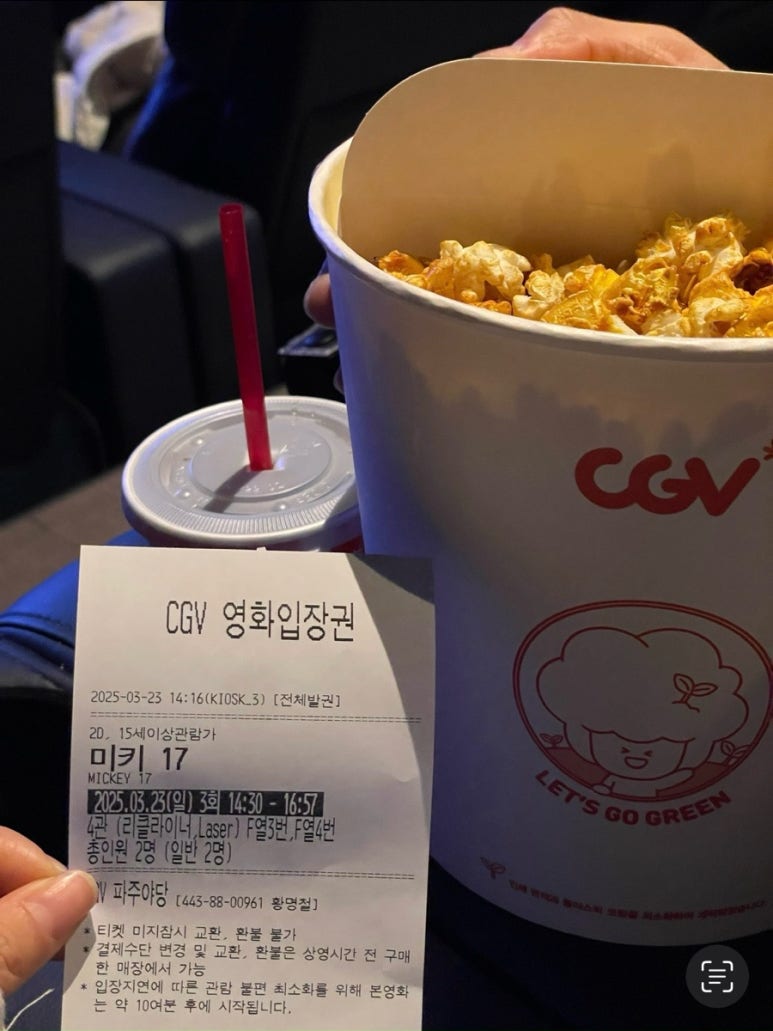 CGV
LET'S GO GREEN
CGV 영화입장권
2025-03-23 14:16(KIOSK_3) [전체발권]
2D, 15세이상관람가
미키 17
MICKEY 17
2025.03.23(일) 3회 14:30 - 16:57
4관 (리클라이너,Laser) F열3번,F열4번
총인원 2명 (일반 2명)
파주야당 [443-88-00961 황명철]
* 티켓 미지참시 교환, 환불 불가
* 결제수단 변경 및 교환, 환불은 상영시간 전 구매
한 매장에서 가능
* 입장지연에 따른 관람 불편 최소화를 위해 본영화
는 약 10여분 후에 시작됩니다.